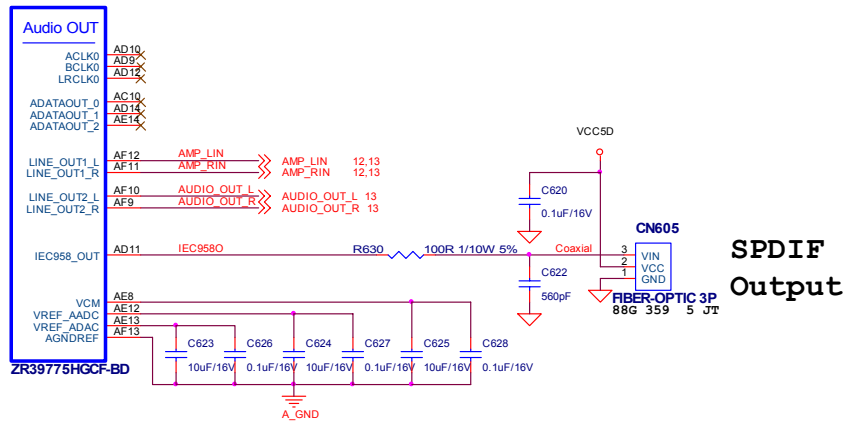 Audio OUT
ACLK0 AD10
BCLK0 AD9
LRCLK0 AD12
ADATAOUT_0 AC10
ADATAOUT_1 AD14
ADATAOUT_2 AE14
LINE_OUT1_L AF12 AMP_LIN AMP_LIN 12,13
LINE_OUT1_R AF11 AMP_RIN AMP_RIN 12,13
LINE_OUT2_L AF10 AUDIO_OUT_L AUDIO_OUT_L 13
LINE_OUT2_R AF9 AUDIO_OUT_R AUDIO_OUT_R 13
VCC5D
C620
0.1uF/16V
CN605
IEC958_OUT AD11 IEC958O R630 100R 1/10W 5% Coaxial 3 VIN
2 VCC
1 GND
SPDIF
Output
C622
560pF
FIBER-OPTIC 3P
88G 359 5 JT
VCM AE8
VREF_AADC AE12
VREF_ADAC AE13
AGNDREF AF13
C623 C626 C624 C627 C625 C628
10uF/16V 0.1uF/16V 10uF/16V 0.1uF/16V 10uF/16V 0.1uF/16V
ZR39775HGCF-BD
A_GND